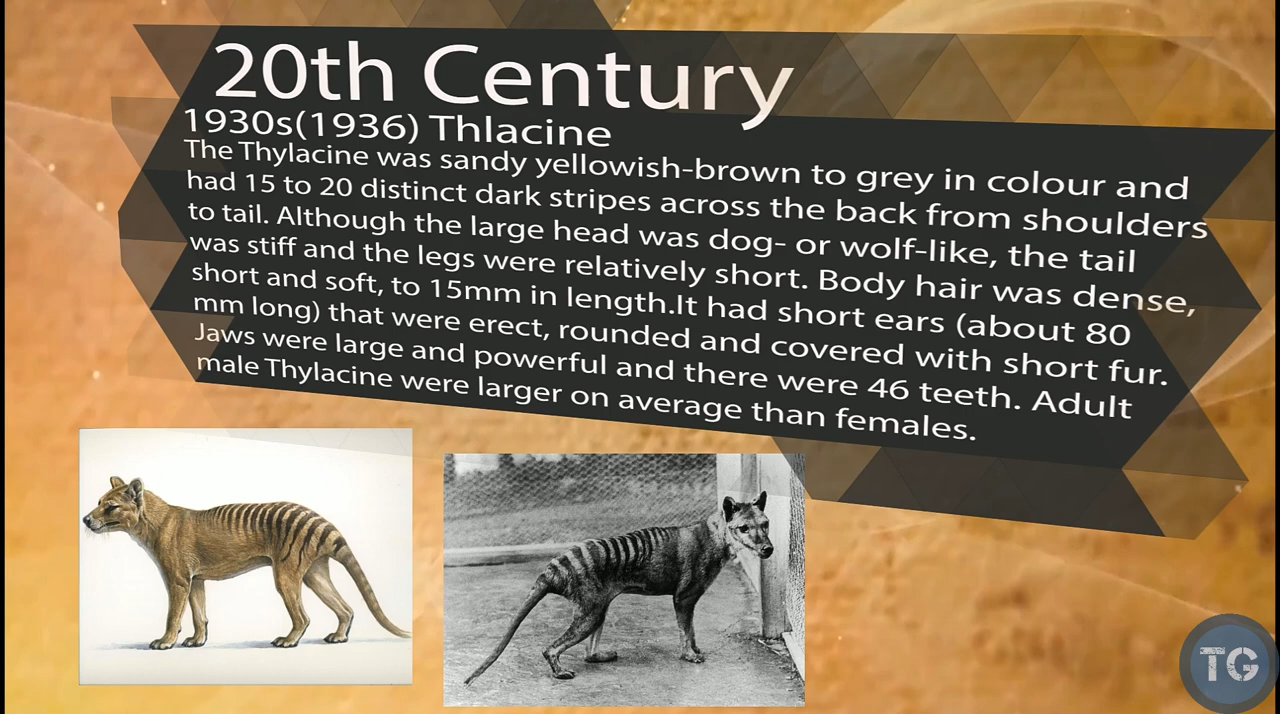 20th Century
1930s(1936) Thlacine
The Thylacine was sandy yellowish-brown to grey in colour and
had 15 to 20 distinct dark stripes across the back from shoulders
to tail. Although the large head was dog- or wolf-like, the tail
was stiff and the legs were relatively short. Body hair was dense,
short and soft, to 15mm in length.It had short ears (about 80
mm long) that were erect, rounded and covered with short fur.
Jaws were large and powerful and there were 46 teeth. Adult
male Thylacine were larger on average than females.
TG